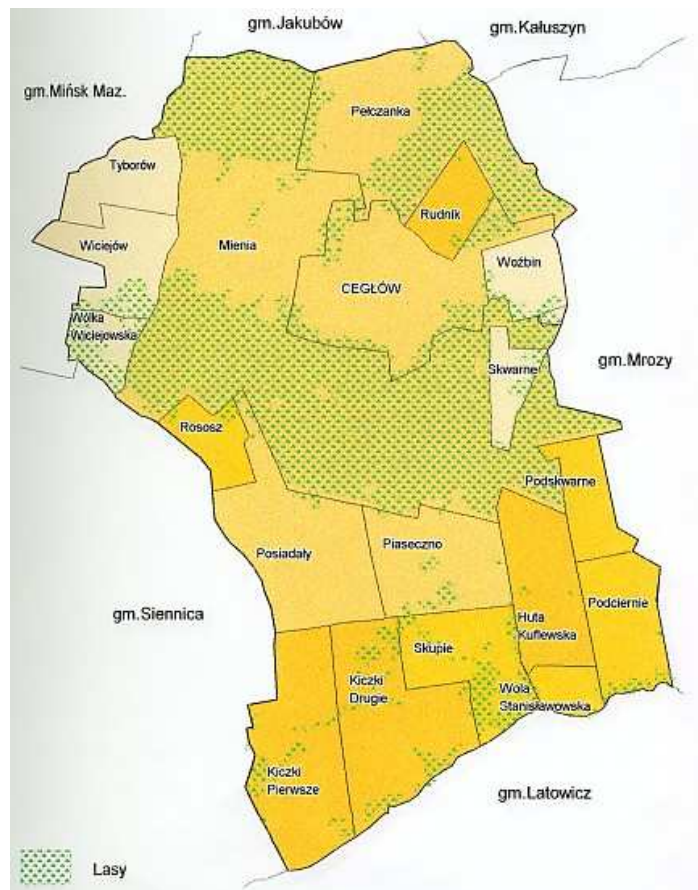 gm.Jakubów
gm.Kałuszyn
gm.Mińsk Maz.
Pełczanka
Tyborów
Rudnik
Wiciejów
Mienia
Woźbin
CEGŁÓW
Wólka
Wiciejowska
gm.Mrozy
Skwarne
Rososz
Podskwarne
Posiadały
Piaseczno
gm.Siennica
Huta
Kuflewska
Podciernie
Skupie
Kiczki
Drugie
Wola
Stanisławowska
Kiczki
Pierwsze
gm.Latowicz
Lasy